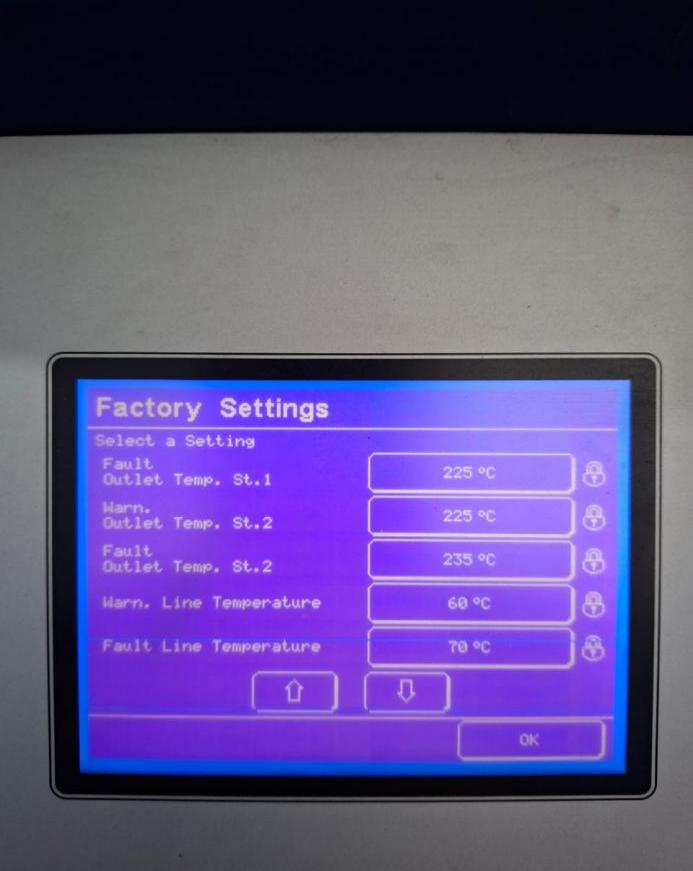 Factory Settings
Select a Setting
Fault
Outlet Temp. St.1
225 °C
Warn.
Outlet Temp. St.2
225 °C
Fault
Outlet Temp. St.2
235 °C
Warn. Line Temperature
60 °C
Fault Line Temperature
70 °C
OK